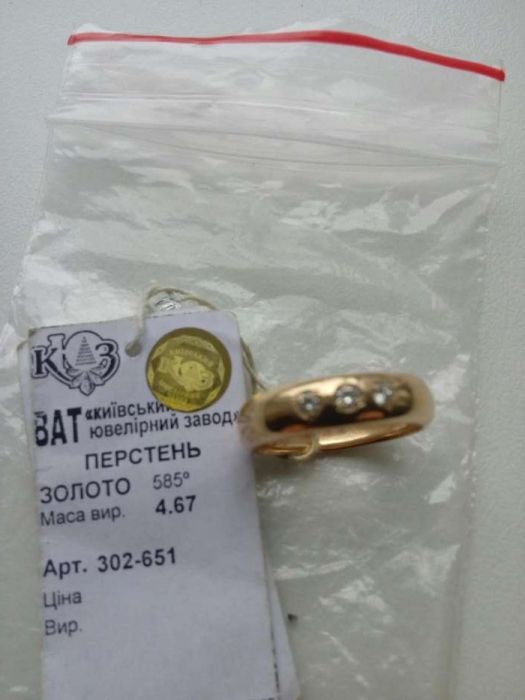 КЮЗ
ВАТ «Київський
ювелірний завод»
ПЕРСТЕНЬ
ЗОЛОТО 585°
Маса вир. 4.67
Арт. 302-651
Ціна
Вир.